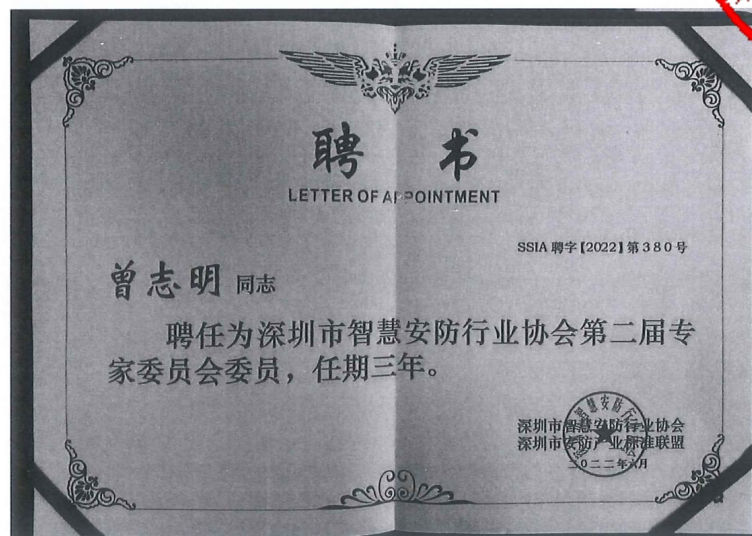 聘 书
LETTER OF APPOINTMENT
SSIA 聘字【2022】第380号
曾志明 同志
聘任为深圳市智慧安防行业协会第二届专
家委员会委员，任期三年。
深圳市智慧安防行业协会
深圳市安防产业标准联盟
二〇二二年六月